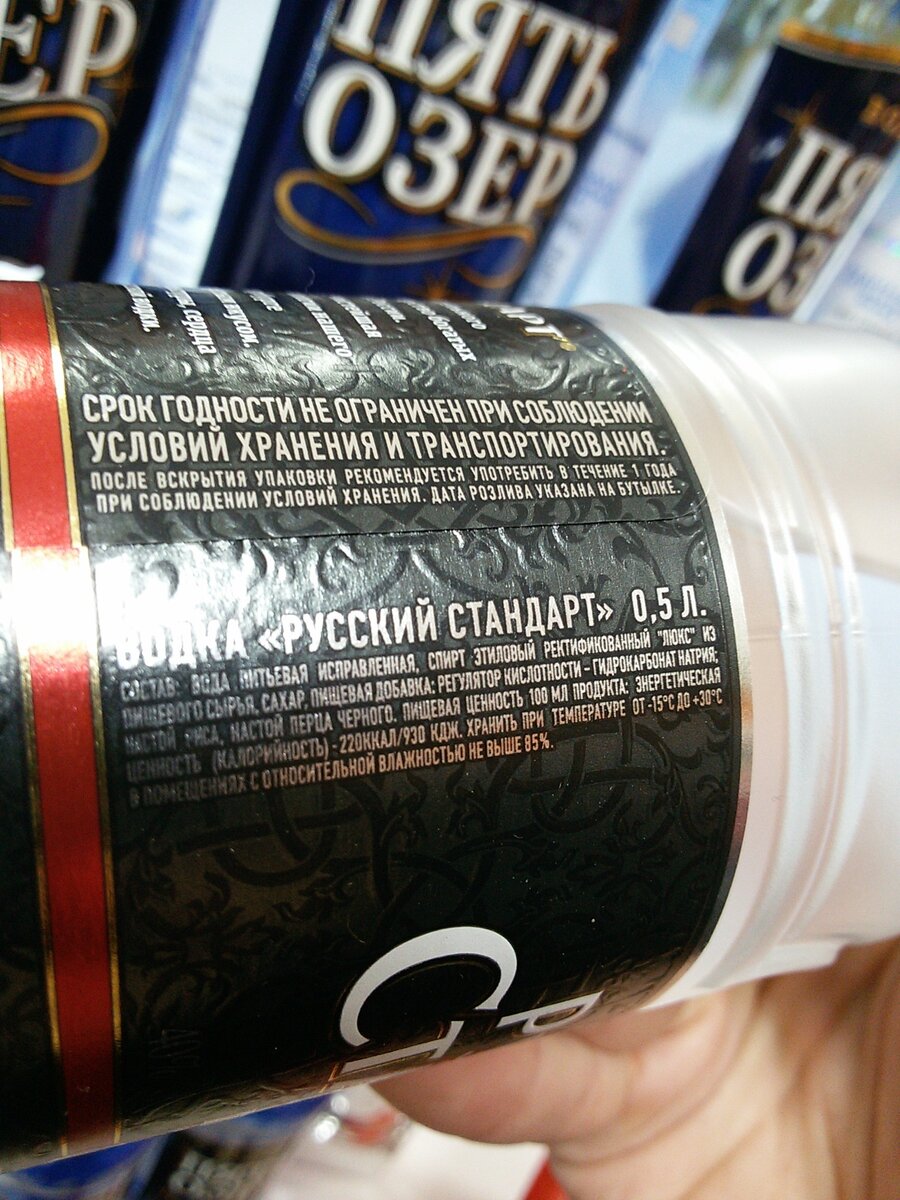 ПЯТЬ
ОЗЕР
ПЯ
ОЗ
СРОК ГОДНОСТИ НЕ ОГРАНИЧЕН ПРИ СОБЛЮДЕНИИ
УСЛОВИЙ ХРАНЕНИЯ И ТРАНСПОРТИРОВАНИЯ.
ПОСЛЕ ВСКРЫТИЯ УПАКОВКИ РЕКОМЕНДУЕТСЯ УПОТРЕБИТЬ В ТЕЧЕНИЕ 1 ГОДА
ПРИ СОБЛЮДЕНИИ УСЛОВИЙ ХРАНЕНИЯ. ДАТА РОЗЛИВА УКАЗАНА НА БУТЫЛКЕ.
ВОДКА «РУССКИЙ СТАНДАРТ» 0,5 Л.
СОСТАВ: ВОДА ПИТЬЕВАЯ ИСПРАВЛЕННАЯ, СПИРТ ЭТИЛОВЫЙ РЕКТИФИКОВАННЫЙ "ЛЮКС" ИЗ
ПИЩЕВОГО СЫРЬЯ, САХАР, ПИЩЕВАЯ ДОБАВКА: РЕГУЛЯТОР КИСЛОТНОСТИ - ГИДРОКАРБОНАТ НАТРИЯ;
НАСТОЙ РИСА, НАСТОЙ ПЕРЦА ЧЕРНОГО. ПИЩЕВАЯ ЦЕННОСТЬ 100 МЛ ПРОДУКТА: ЭНЕРГЕТИЧЕСКАЯ
ЦЕННОСТЬ (КАЛОРИЙНОСТЬ) - 220ККАЛ/930 КДЖ. ХРАНИТЬ ПРИ ТЕМПЕРАТУРЕ ОТ -15°С ДО +30°С
В ПОМЕЩЕНИЯХ С ОТНОСИТЕЛЬНОЙ ВЛАЖНОСТЬЮ НЕ ВЫШЕ 85%.